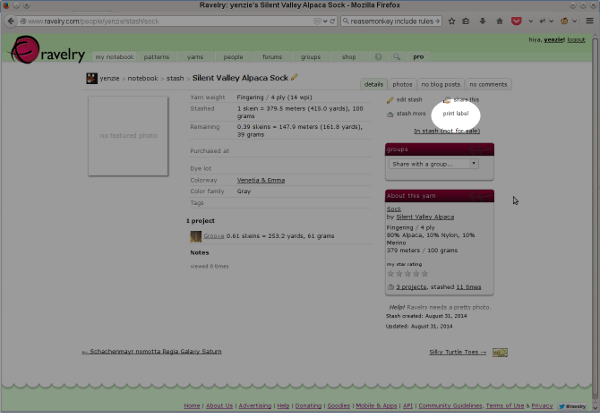 Ravelry: yenzie's Silvent Valley Alpaca Sock - Mozilla Firefox
www.ravelry.com/people/yenzie/stash/sock
reasemonkey include rules
hiya, yenzie! logout
ravelry
my notebook patterns yarns people forums groups shop pro
yenzie » notebook » stash » Silent Valley Alpaca Sock
details photos no blog posts no comments
Yarn weight Fingering / 4 ply (14 wpi)
Stashed 1 skein = 379.5 meters (415.0 yards), 100
grams
Remaining 0.39 skeins = 147.9 meters (161.8 yards),
39 grams
no featured photo
Purchased at
Dye lot
Colorway Venetia & Emma
Color family Gray
Tags
1 project
Groove 0.61 skeins = 253.2 yards, 61 grams
Notes
viewed 6 times
edit stash share this
stash more print label
In stash (not for sale)
groups
Share with a group...
About this yarn
Sock
by Silent Valley Alpaca
Fingering / 4 ply
80% Alpaca, 10% Nylon, 10%
Merino
379 meters / 100 grams
my star rating
3 projects, stashed 11 times
Help! Ravelry needs a pretty photo.
Stash created: August 31, 2014
Updated: August 31, 2014
← Schachenmayr nomotta Regia Galaxy Saturn
Silky Turtle Toes →
Home | About Us | Advertising | Help | Donating | Goodies | Mobile & Apps | API | Community Guidelines, Terms of Use & Privacy @ravelry